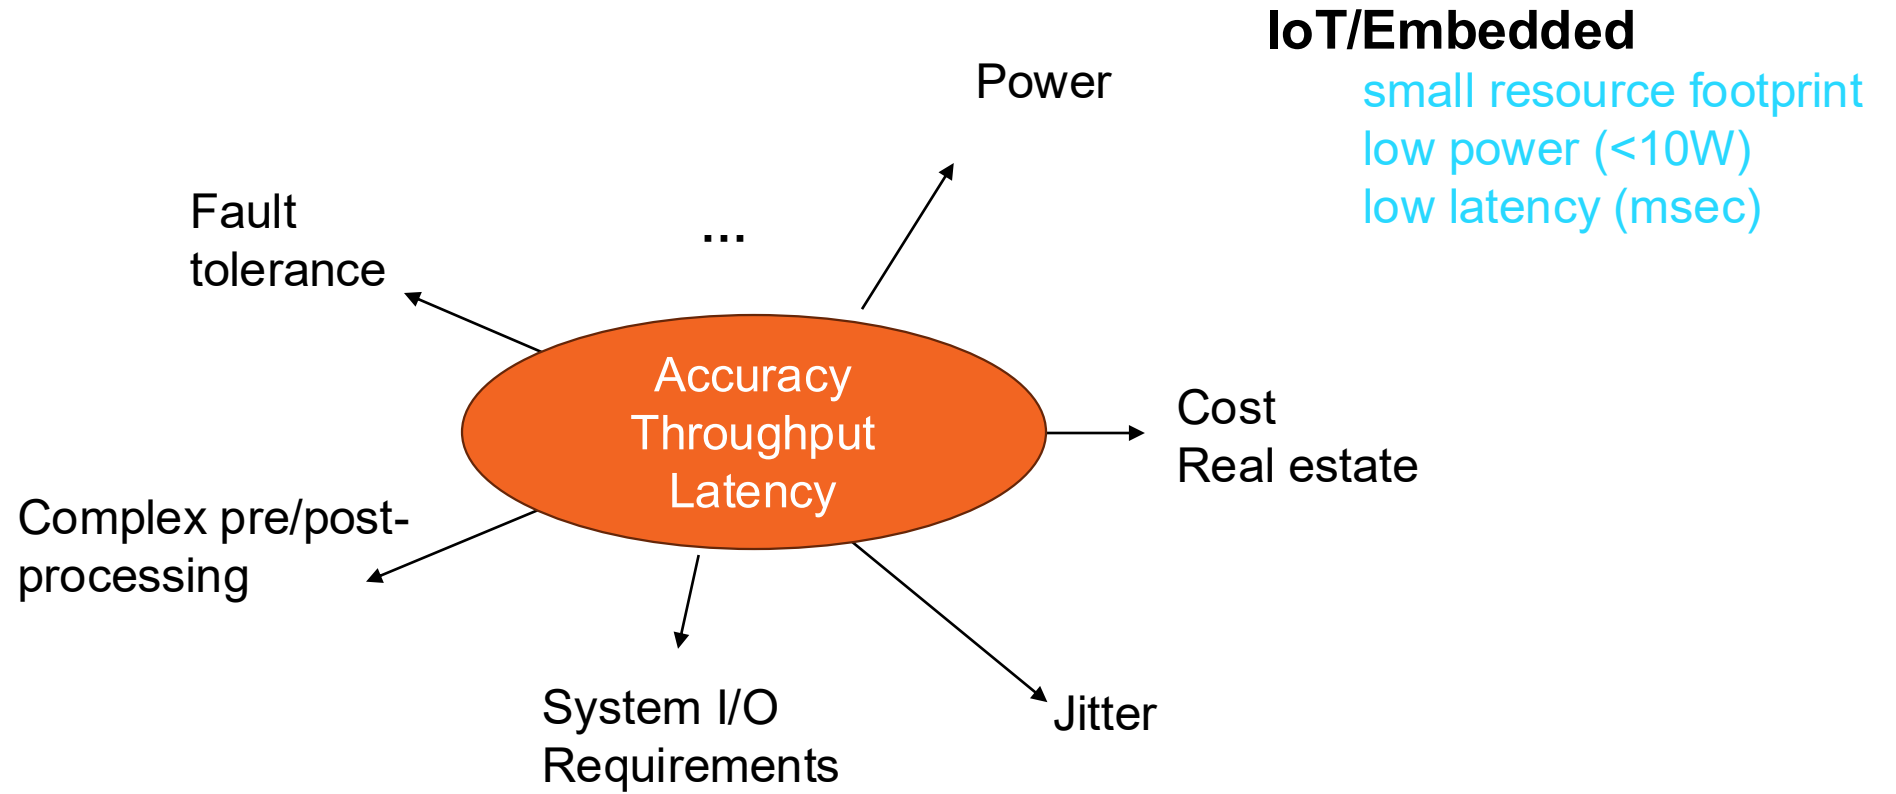 IoT/Embedded
small resource footprint
low power (<10W)
low latency (msec)
Power
...
Fault
tolerance
Accuracy
Throughput
Latency
Cost
Real estate
Complex pre/post-
processing
System I/O
Requirements
Jitter